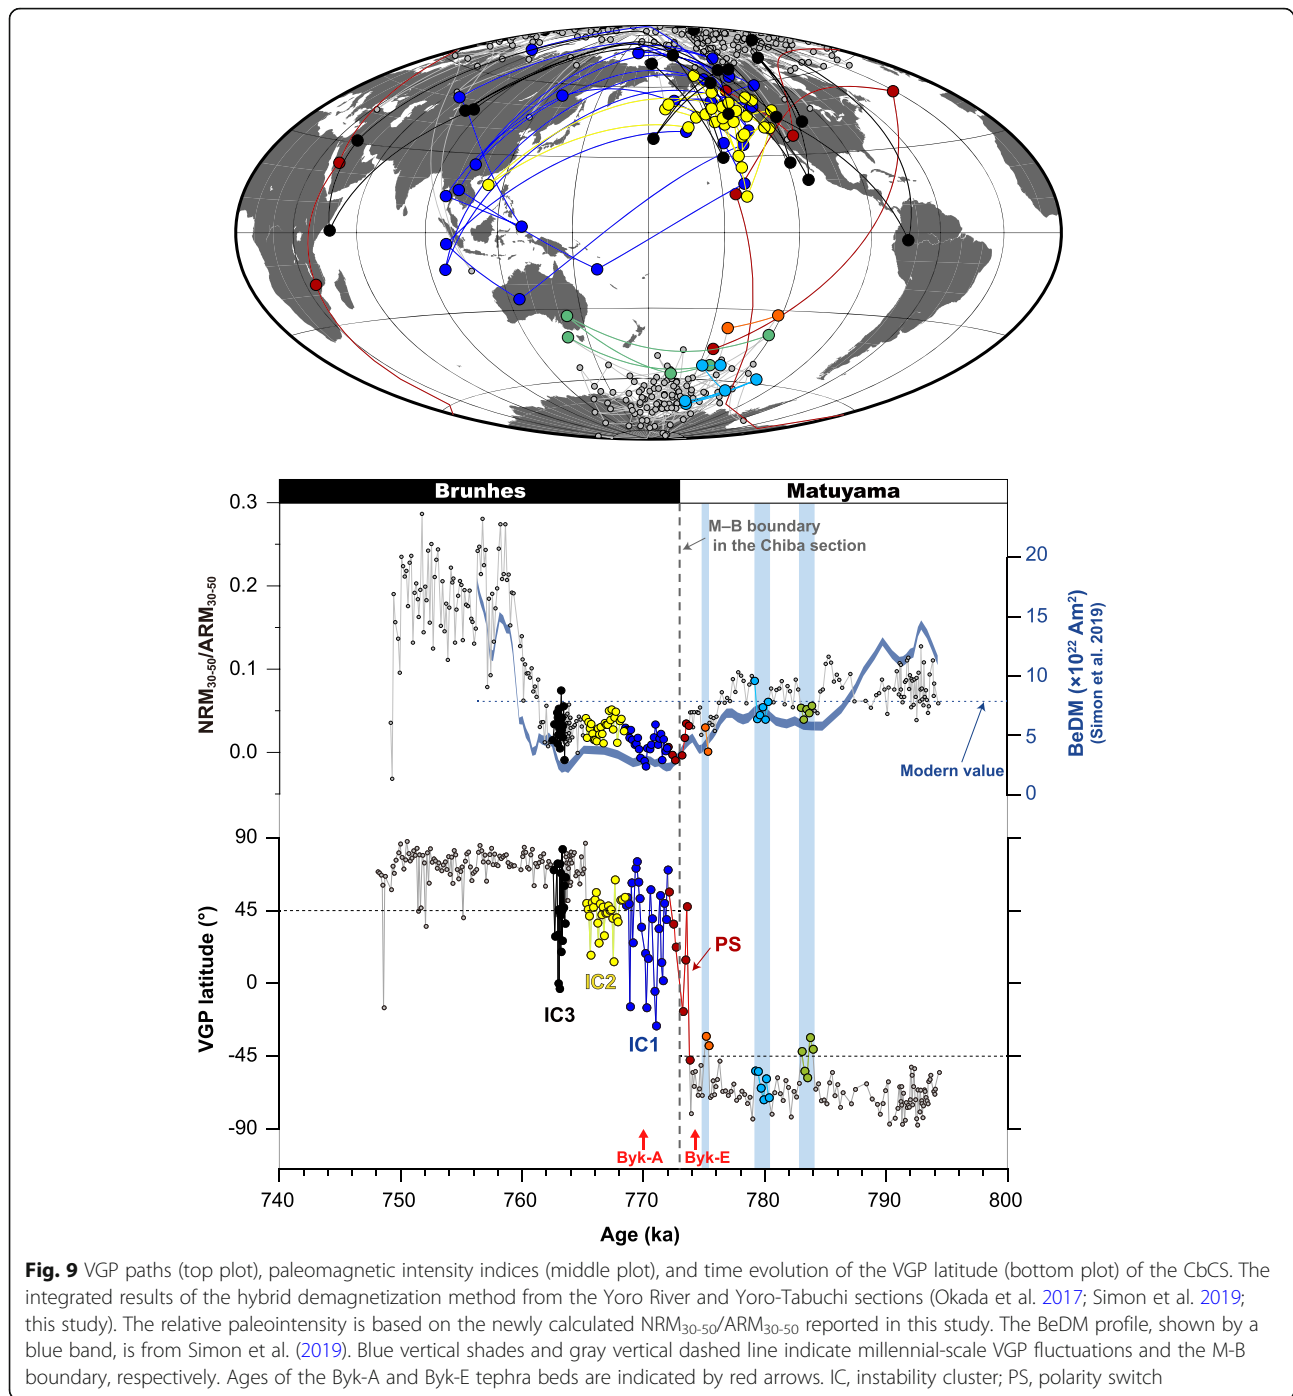 Brunhes
Matuyama
0.3
0.2
0.1
0.0
NRM30-50/ARM30-50
M–B boundary
in the Chiba section
20
15
10
5
0
BeDM (×10²² Am²)
(Simon et al. 2019)
Modern value
90
45
0
-45
-90
VGP latitude (°)
PS
IC2
IC3
IC1
Byk-A
Byk-E
740
750
760
770
780
790
800
Age (ka)
Fig. 9 VGP paths (top plot), paleomagnetic intensity indices (middle plot), and time evolution of the VGP latitude (bottom plot) of the CbCS. The
integrated results of the hybrid demagnetization method from the Yoro River and Yoro-Tabuchi sections (Okada et al. 2017; Simon et al. 2019;
this study). The relative paleointensity is based on the newly calculated NRM30-50/ARM30-50 reported in this study. The BeDM profile, shown by a
blue band, is from Simon et al. (2019). Blue vertical shades and gray vertical dashed line indicate millennial-scale VGP fluctuations and the M-B
boundary, respectively. Ages of the Byk-A and Byk-E tephra beds are indicated by red arrows. IC, instability cluster; PS, polarity switch